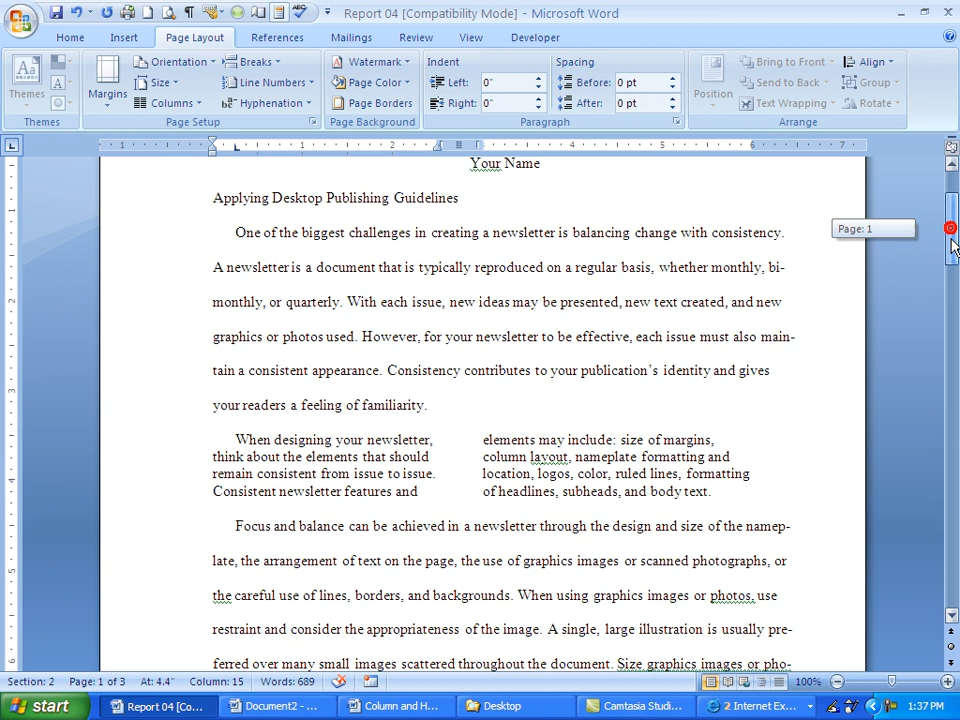 Report 04 [Compatibility Mode] - Microsoft Word
Home Insert Page Layout References Mailings Review View Developer
Themes
Margins
Orientation
Size
Columns
Breaks
Line Numbers
Hyphenation
Watermark
Page Color
Page Borders
Indent
Left: 0"
Right: 0"
Spacing
Before: 0 pt
After: 0 pt
Position
Bring to Front
Send to Back
Text Wrapping
Align
Group
Rotate
Themes Page Setup Page Background Paragraph Arrange
1 1 2 4 5 6 7
Your Name
Applying Desktop Publishing Guidelines
Page: 1
One of the biggest challenges in creating a newsletter is balancing change with consistency.
A newsletter is a document that is typically reproduced on a regular basis, whether monthly, bi-
monthly, or quarterly. With each issue, new ideas may be presented, new text created, and new
graphics or photos used. However, for your newsletter to be effective, each issue must also main-
tain a consistent appearance. Consistency contributes to your publication's identity and gives
your readers a feeling of familiarity.
When designing your newsletter,
think about the elements that should
remain consistent from issue to issue.
Consistent newsletter features and
elements may include: size of margins,
column layout, nameplate formatting and
location, logos, color, ruled lines, formatting
of headlines, subheads, and body text.
Focus and balance can be achieved in a newsletter through the design and size of the namep-
late, the arrangement of text on the page, the use of graphics images or scanned photographs, or
the careful use of lines, borders, and backgrounds. When using graphics images or photos, use
restraint and consider the appropriateness of the image. A single, large illustration is usually pre-
ferred over many small images scattered throughout the document. Size graphics images or pho-
Section: 2 Page: 1 of 3 At: 4.4" Column: 15 Words: 689 100%
start Report 04 [Co... Document2 - ... Column and H... Desktop Camtasia Studi... 2 Internet Ex... 1:37 PM